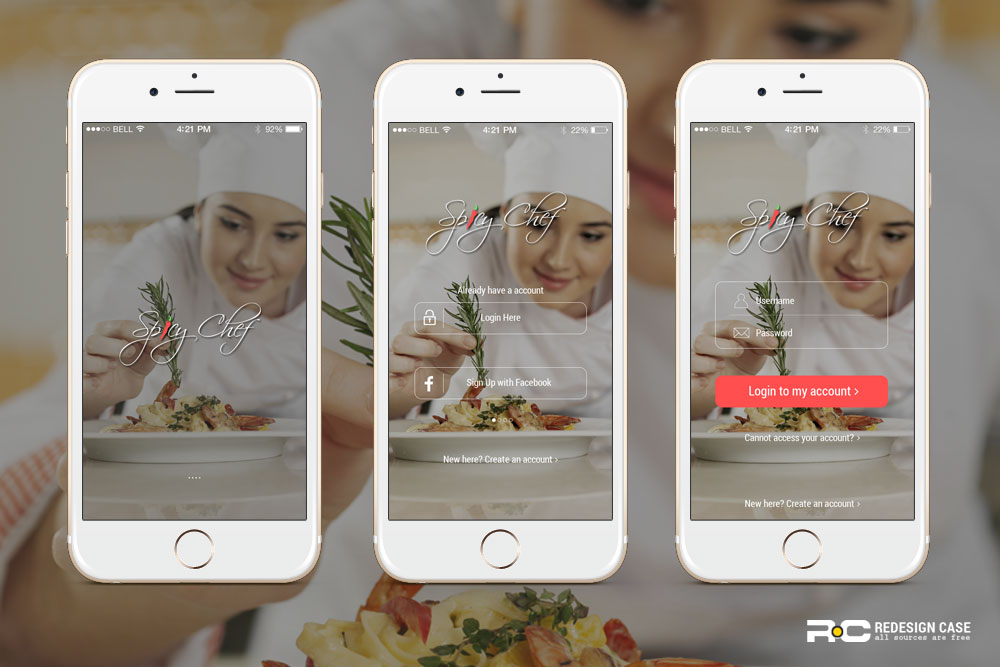 BELL 4:21 PM 92%
Spicy Chef
....
BELL 4:21 PM 22%
Spicy Chef
Already have a account
Login Here
f
Sign Up with Facebook
New here? Create an account >
BELL 4:21 PM 22%
Spicy Chef
Username
Password
Login to my account >
Cannot access your account? >
New here? Create an account >
RC REDESIGN CASE
all sources are free